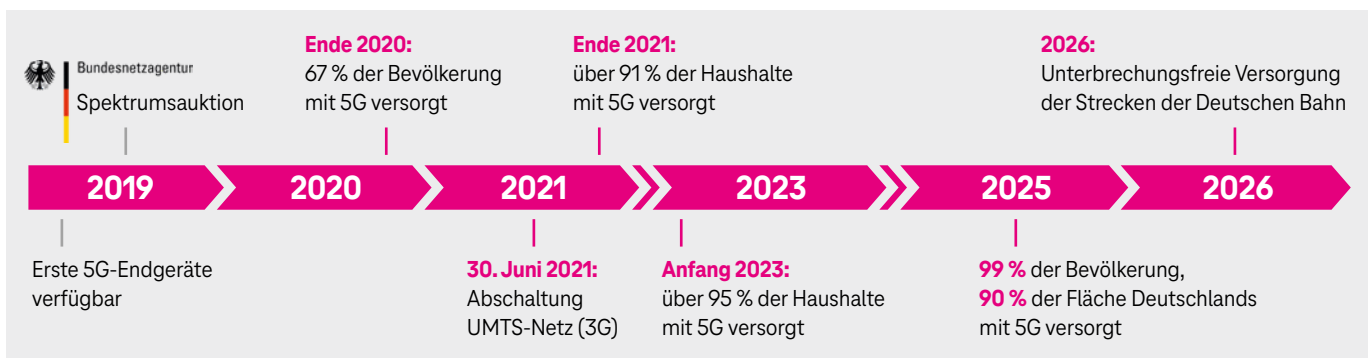 Bundesnetzagentur
Spektrumsauktion
Ende 2020:
67 % der Bevölkerung
mit 5G versorgt
Ende 2021:
über 91 % der Haushalte
mit 5G versorgt
2026:
Unterbrechungsfreie Versorgung
der Strecken der Deutschen Bahn
2019
2020
2021
2023
2025
2026
Erste 5G-Endgeräte
verfügbar
30. Juni 2021:
Abschaltung
UMTS-Netz (3G)
Anfang 2023:
über 95 % der Haushalte
mit 5G versorgt
99 % der Bevölkerung,
90 % der Fläche Deutschlands
mit 5G versorgt